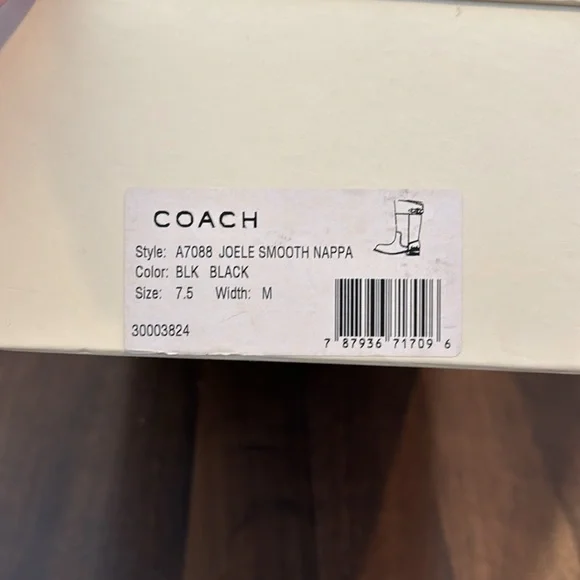 COACH
Style: A7088 JOELE SMOOTH NAPPA
Color: BLK BLACK
Size: 7.5 Width: M
30003824
7 87936 71709 6